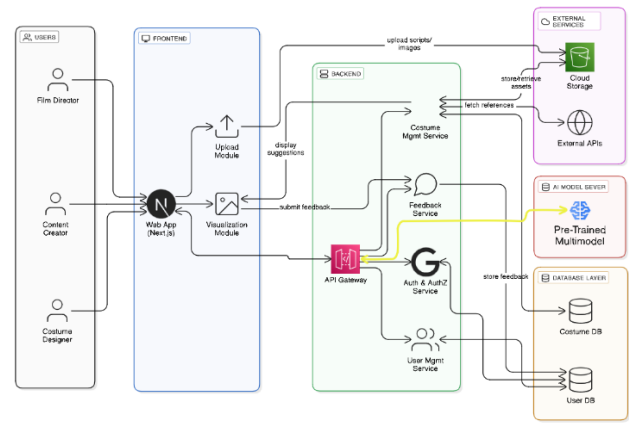 USERS
Film Director
Content
Creator
Costume
Designer
FRONTEND
Upload
Module
Web App
(Next.js)
Visualization
Module
upload scripts/
images
display
suggestions
submit feedback
BACKEND
Costume
Mgmt Service
Feedback
Service
API Gateway
Auth & AuthZ
Service
User Mgmt
Service
store/retrieve
assets
fetch references
store feedback
EXTERNAL
SERVICES
Cloud
Storage
External APIs
AI MODEL SEVER
Pre-Trained
Multimodel
DATABASE LAYER
Costume DB
User DB